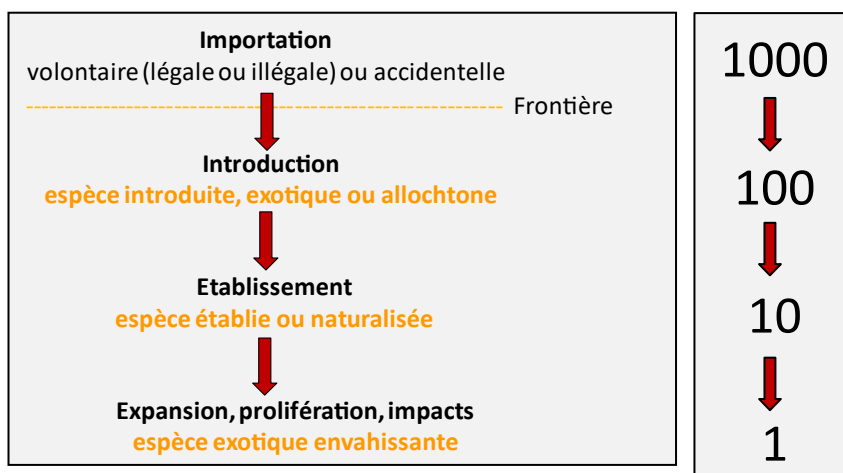 Importation
volontaire (légale ou illégale) ou accidentelle
Frontière
Introduction
espèce introduite, exotique ou allochtone
Etablissement
espèce établie ou naturalisée
Expansion, prolifération, impacts
espèce exotique envahissante
1000
100
10
1